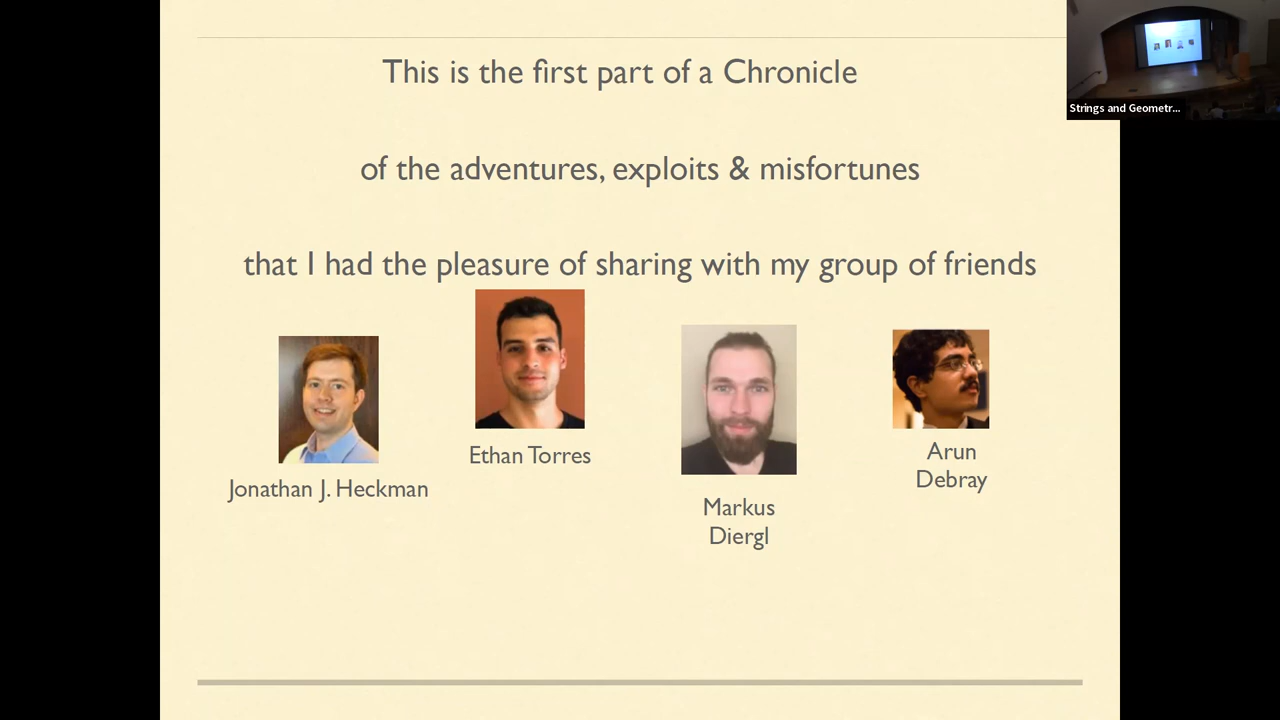 This is the first part of a Chronicle
Strings and Geometr...
of the adventures, exploits & misfortunes
that I had the pleasure of sharing with my group of friends
Jonathan J. Heckman
Ethan Torres
Markus
Diergl
Arun
Debray